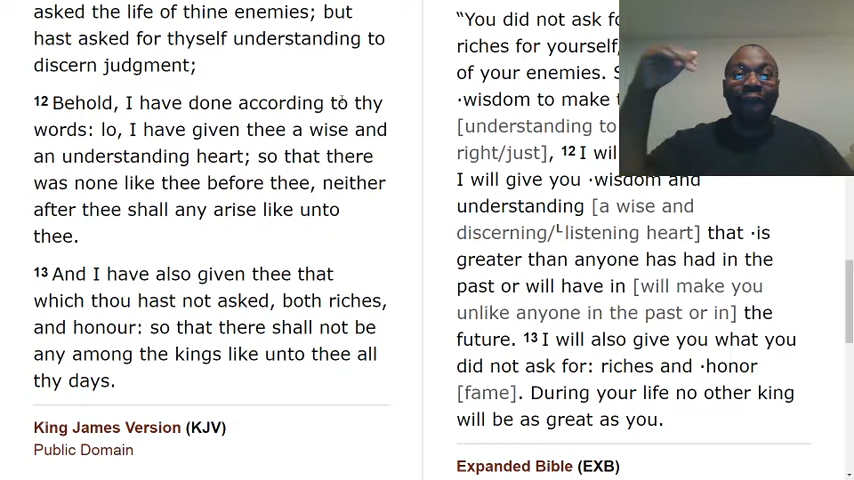 asked the life of thine enemies; but
hast asked for thyself understanding to
discern judgment;
12 Behold, I have done according to thy
words: lo, I have given thee a wise and
an understanding heart; so that there
was none like thee before thee, neither
after thee shall any arise like unto
thee.
13 And I have also given thee that
which thou hast not asked, both riches,
and honour: so that there shall not be
any among the kings like unto thee all
thy days.
King James Version (KJV)
Public Domain
“You did not ask
riches for yourself,
of your enemies.
·wisdom to make
[understanding to
right/just], 12 I
I will give you ·wisdom and
understanding [a wise and
discerning/Llistening heart] that ·is
greater than anyone has had in the
past or will have in [will make you
unlike anyone in the past or in] the
future. 13 I will also give you what you
did not ask for: riches and ·honor
[fame]. During your life no other king
will be as great as you.
Expanded Bible (EXB)